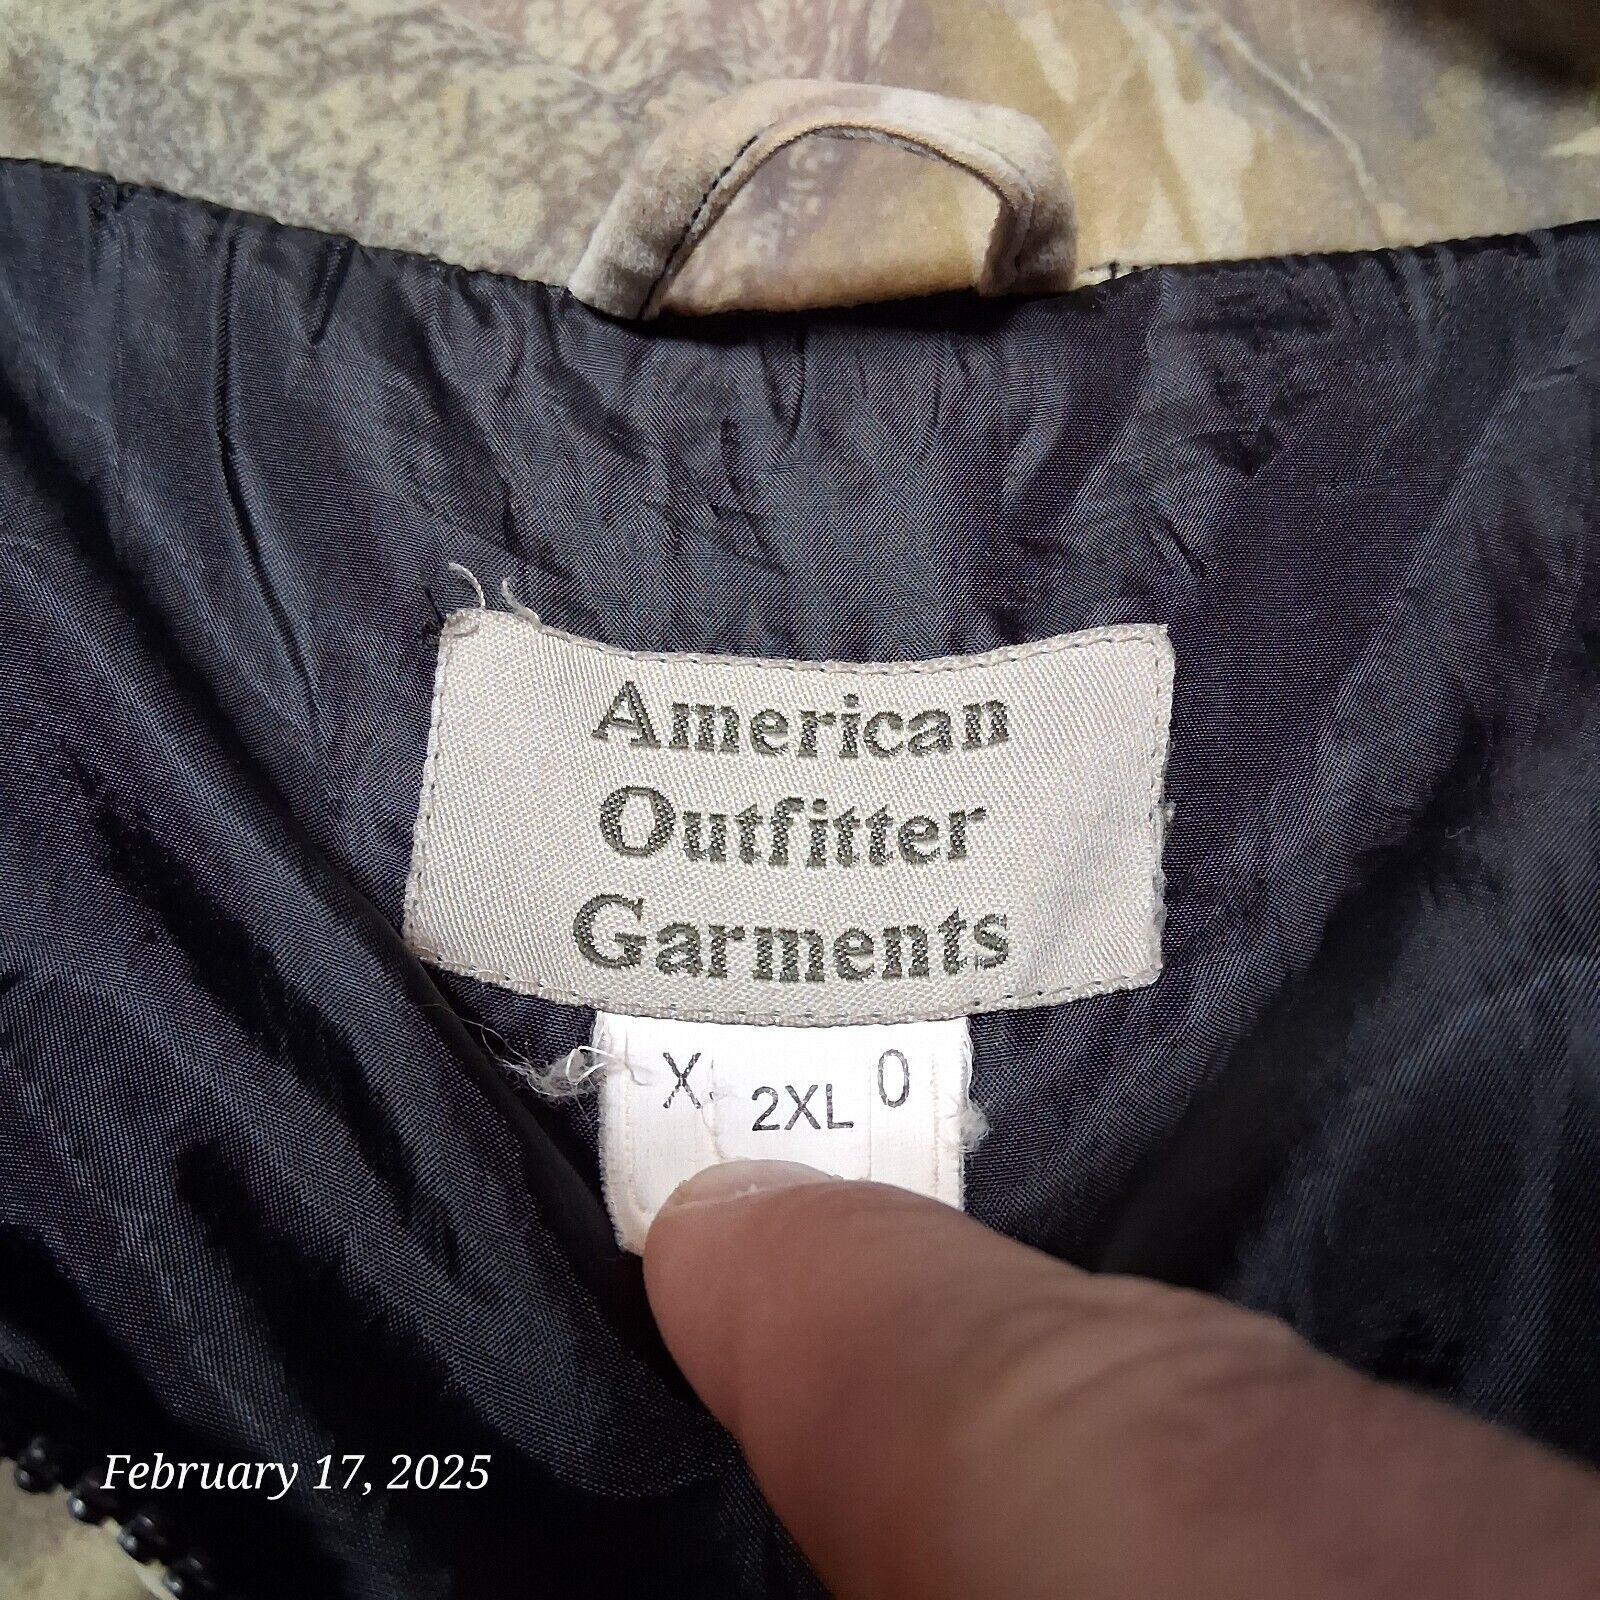 American
Outfitter
Garments
X 2XL 0
February 17, 2025